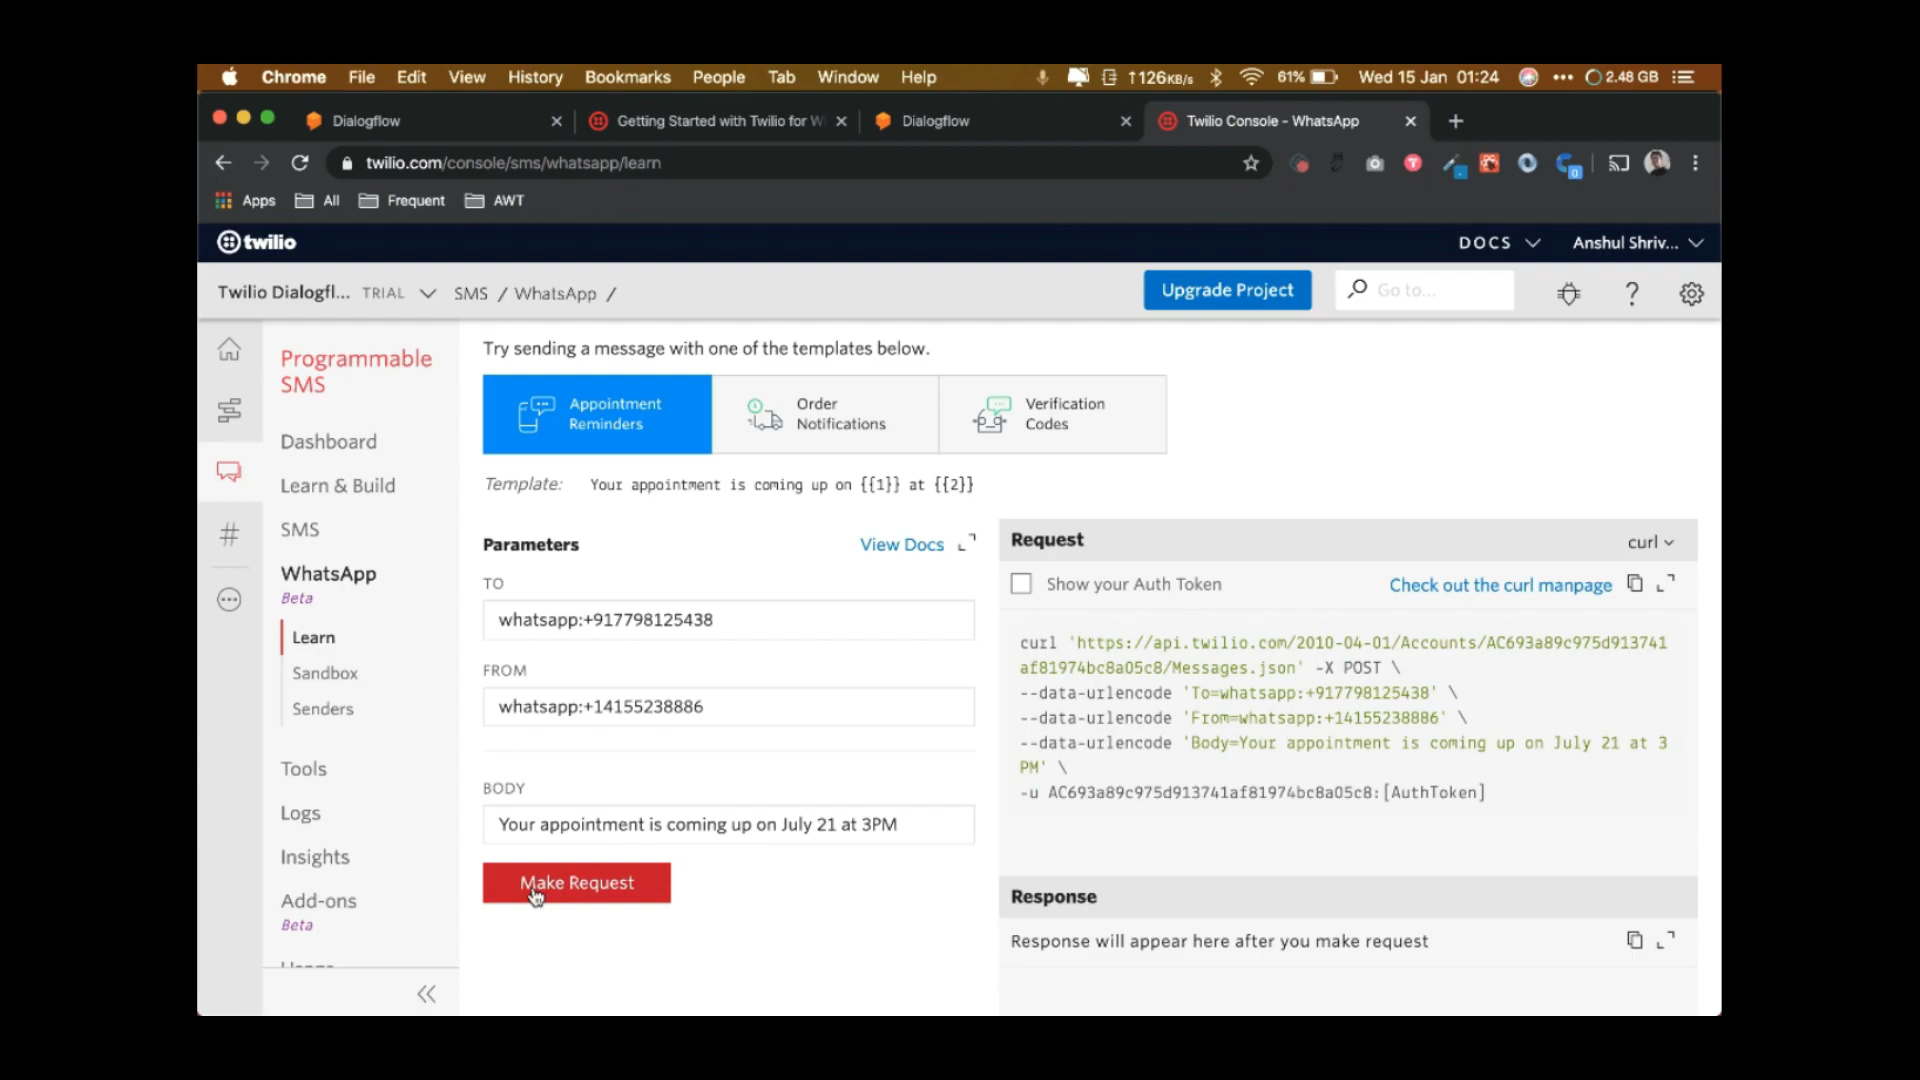 Chrome File Edit View History Bookmarks People Tab Window Help ↑126KB/s 61% Wed 15 Jan 01:24 ••• 2.48 GB
Dialogflow Getting Started with Twilio for Dialogflow Twilio Console - WhatsApp
twilio.com/console/sms/whatsapp/learn
Apps All Frequent AWT
twilio DOCS Anshul Shriv...
Twilio Dialogfl... TRIAL SMS / WhatsApp / Upgrade Project Go to... ?
Programmable
SMS
Dashboard
Learn & Build
SMS
WhatsApp
Beta
Learn
Sandbox
Senders
Tools
Logs
Insights
Add-ons
Beta
Try sending a message with one of the templates below.
Appointment
Reminders
Order
Notifications
Verification
Codes
Template: Your appointment is coming up on {{1}} at {{2}}
Parameters View Docs
TO
whatsapp:+917798125438
FROM
whatsapp:+14155238886
BODY
Your appointment is coming up on July 21 at 3PM
Make Request
Request curl
Show your Auth Token Check out the curl manpage
curl 'https://api.twilio.com/2010-04-01/Accounts/AC693a89c975d913741
af81974bc8a05c8/Messages.json' -X POST \
--data-urlencode 'To=whatsapp:+917798125438' \
--data-urlencode 'From=whatsapp:+14155238886' \
--data-urlencode 'Body=Your appointment is coming up on July 21 at 3
PM' \
-u AC693a89c975d913741af81974bc8a05c8:[AuthToken]
Response
Response will appear here after you make request